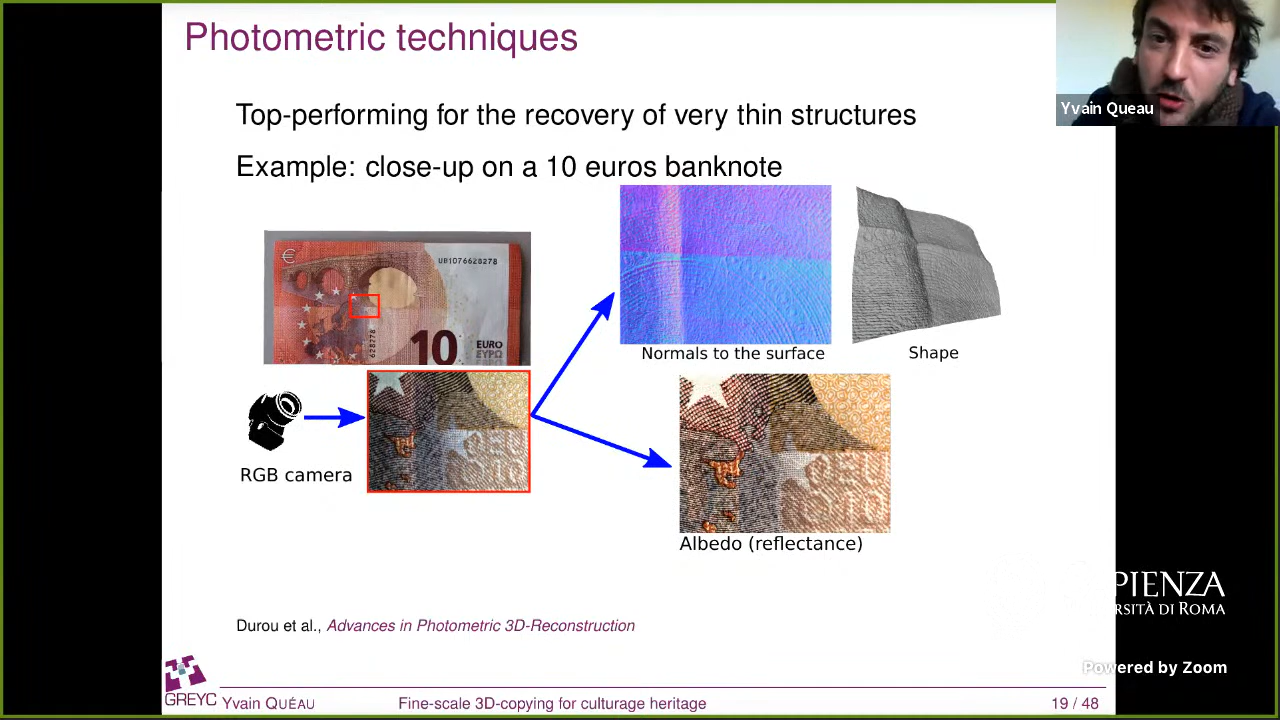 Photometric techniques
Yvain Queau
Top-performing for the recovery of very thin structures
Example: close-up on a 10 euros banknote
€
UB1076628278
628278
10
EURO
ΕΥΡΩ
Normals to the surface
Shape
RGB camera
Albedo (reflectance)
PIENZA
RSITÀ DI ROMA
Durou et al., Advances in Photometric 3D-Reconstruction
Powered by Zoom
GREYC
Yvain QUÉAU
Fine-scale 3D-copying for culturage heritage
19 / 48